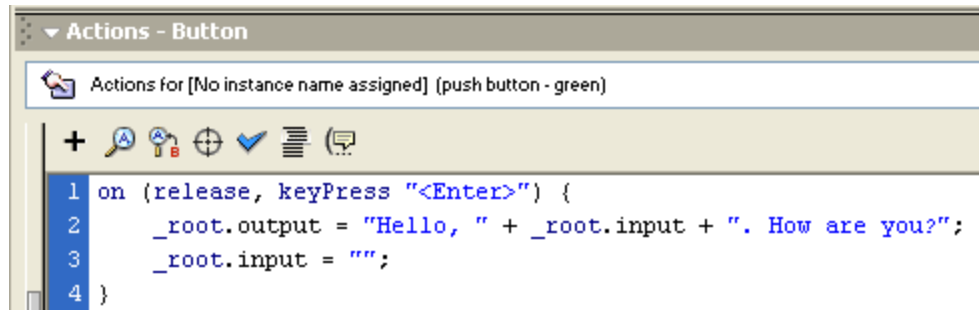 Actions - Button
Actions for [No instance name assigned] (push button - green)
1 on (release, keyPress "<Enter>") {
2 _root.output = "Hello, " + _root.input + ". How are you?";
3 _root.input = "";
4 }